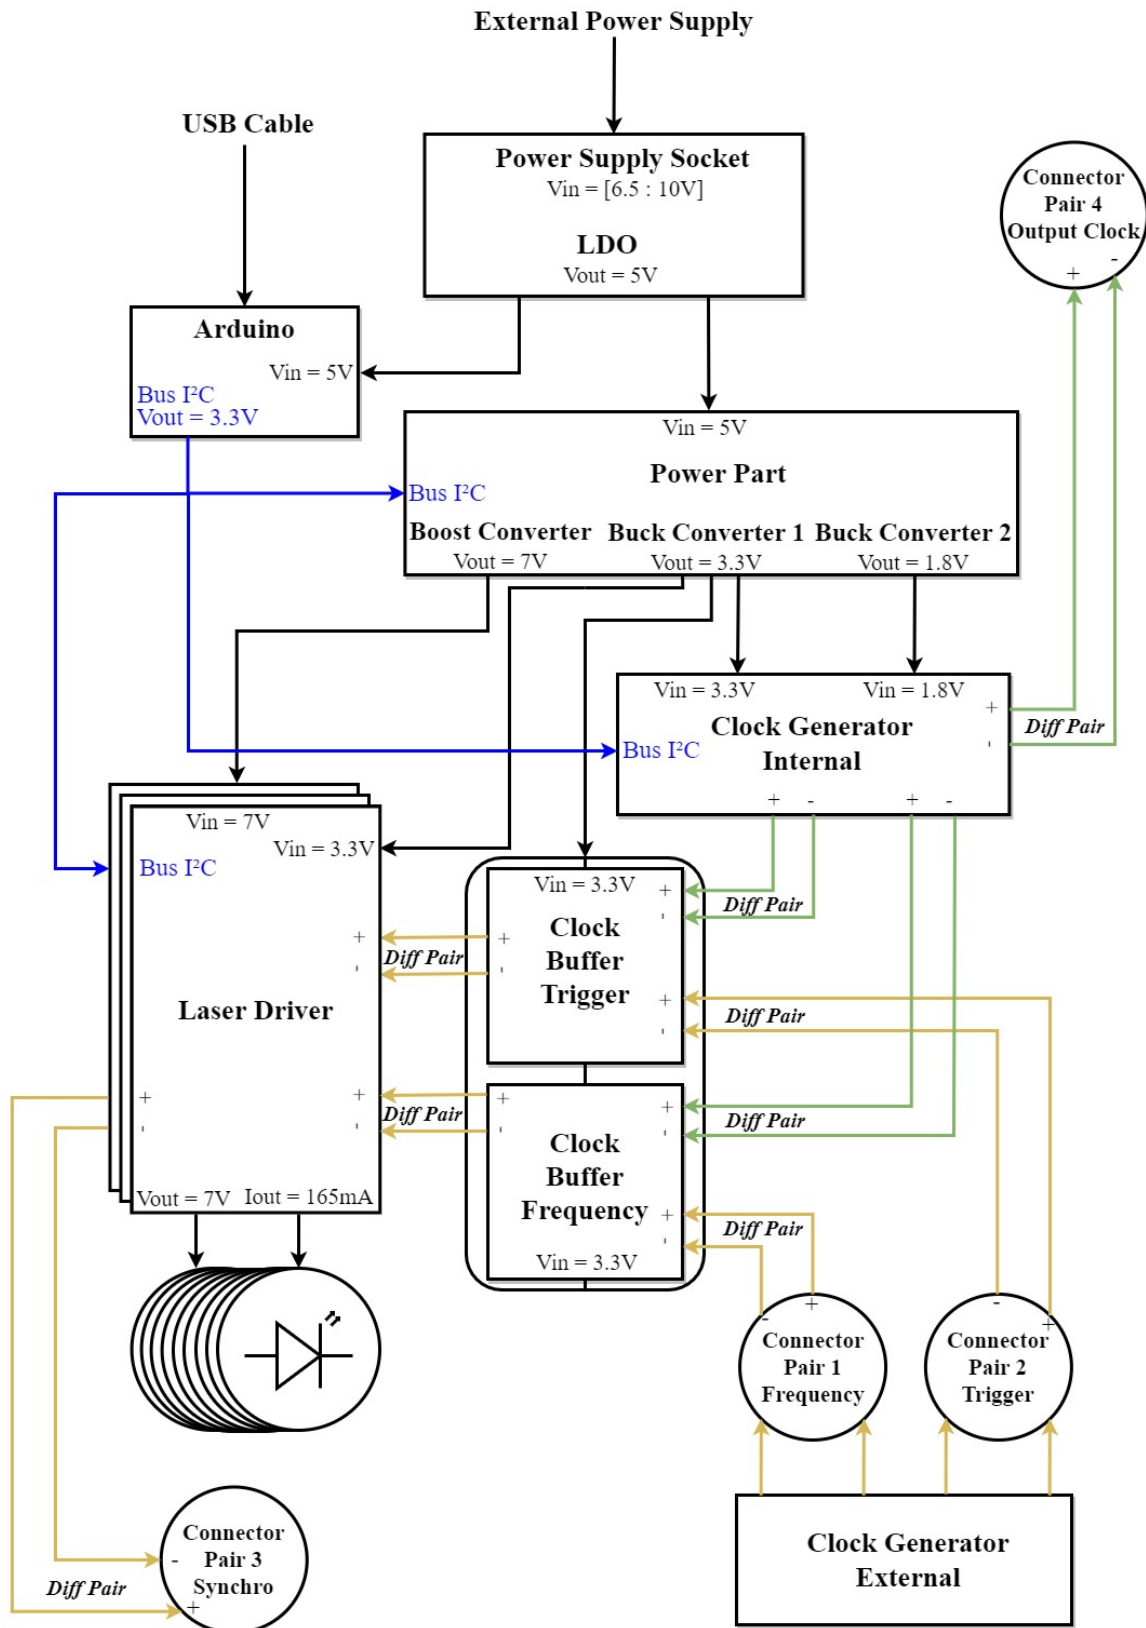 External Power Supply
USB Cable
Power Supply Socket
Vin = [6.5 : 10V]
LDO
Vout = 5V
Connector
Pair 4
Output Clock
+ -
Arduino
Vin = 5V
Bus I²C
Vout = 3.3V
Vin = 5V
Power Part
Bus I²C
Boost Converter Buck Converter 1 Buck Converter 2
Vout = 7V Vout = 3.3V Vout = 1.8V
Vin = 3.3V Vin = 1.8V
Clock Generator
Internal
Bus I²C
+
-
Diff Pair
+ - + -
Vin = 7V
Vin = 3.3V
Bus I²C
+
-
Diff Pair
Laser Driver
+
-
+
-
Diff Pair
Vout = 7V Iout = 165mA
Vin = 3.3V
Clock
Buffer
Trigger
+
-
+
-
Diff Pair
+
-
Diff Pair
Clock
Buffer
Frequency
Vin = 3.3V
+
-
+
-
Diff Pair
+
-
Diff Pair
- +
Connector
Pair 1
Frequency
- +
Connector
Pair 2
Trigger
Connector
Pair 3
Synchro
-
+
Diff Pair
Clock Generator
External